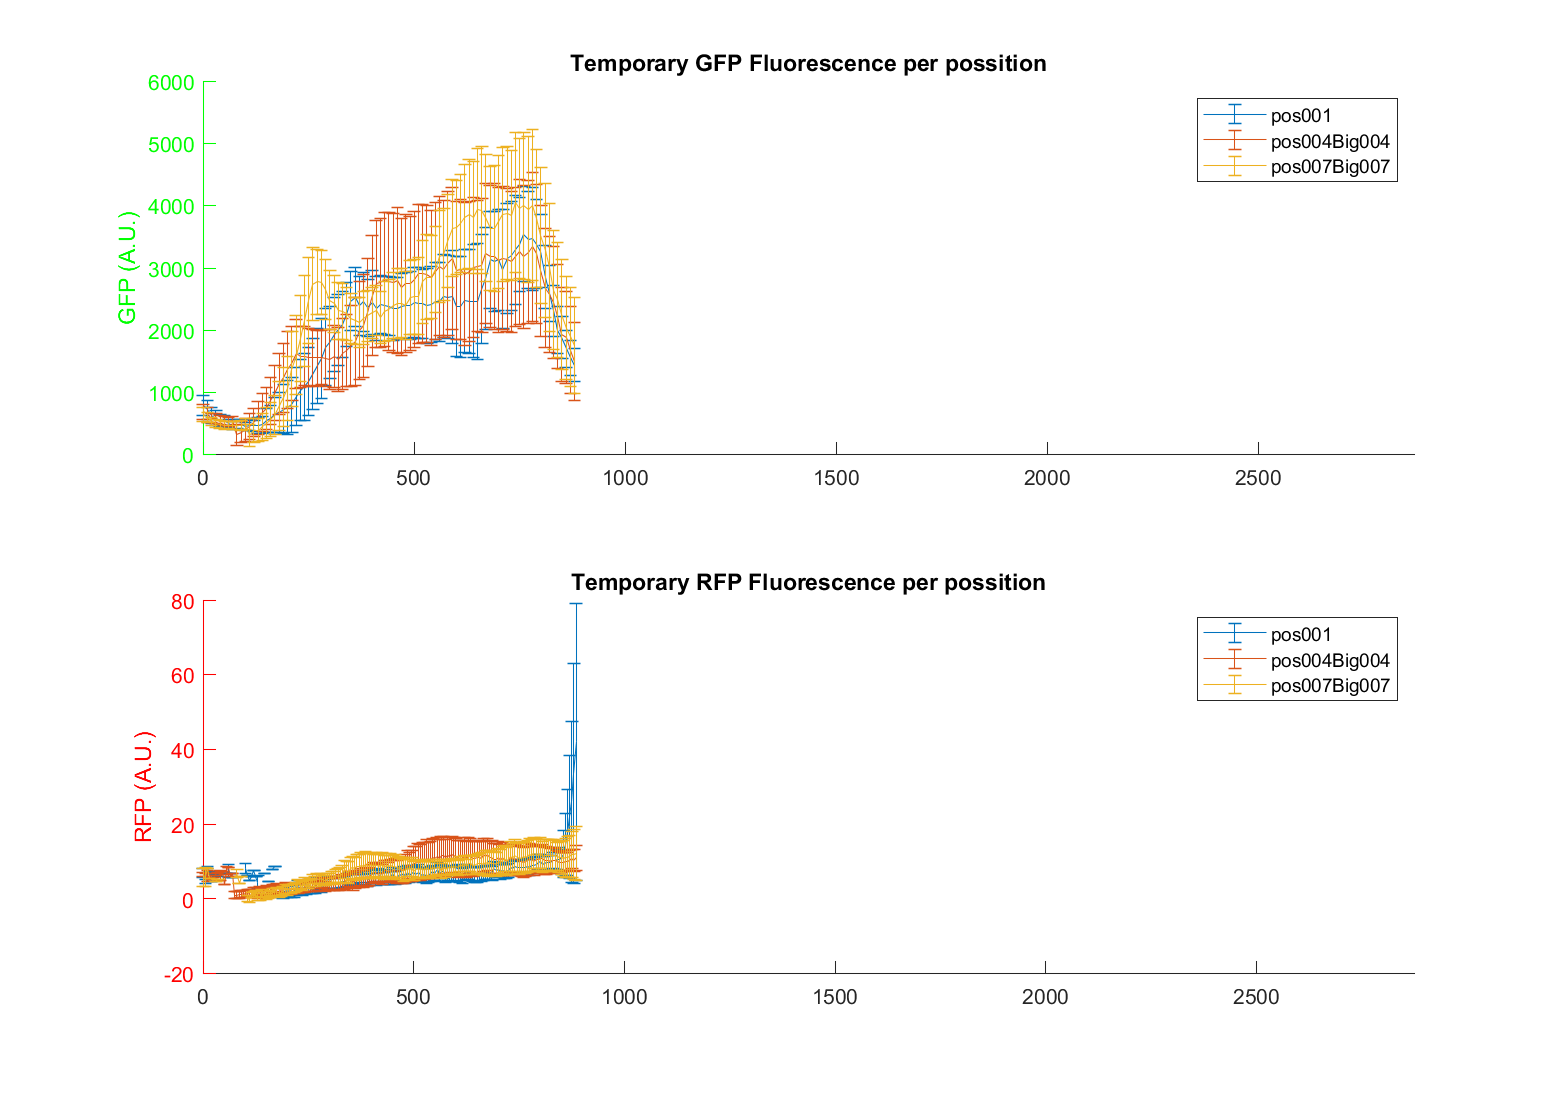 Temporary GFP Fluorescence per possition
GFP (A.U.)
6000
5000
4000
3000
2000
1000
0
0 500 1000 1500 2000 2500
pos001
pos004Big004
pos007Big007
Temporary RFP Fluorescence per possition
RFP (A.U.)
80
60
40
20
0
-20
0 500 1000 1500 2000 2500
pos001
pos004Big004
pos007Big007